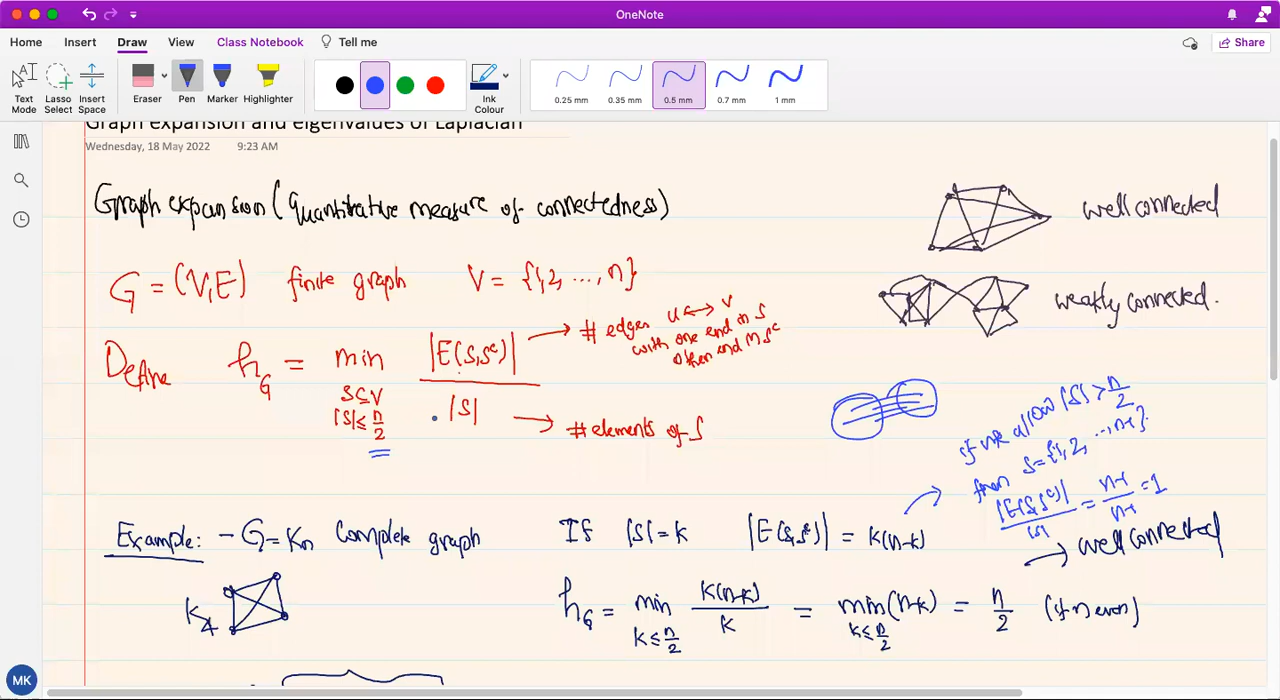 OneNote
Home Insert Draw View Class Notebook Tell me
Share
Text Mode
Lasso Select
Insert Space
Eraser
Pen
Marker
Highlighter
Ink Colour
0.25 mm
0.35 mm
0.5 mm
0.7 mm
1 mm
Graph expansion and eigenvalues of Laplacian
Wednesday, 18 May 2022 9:23 AM
Graph expansion (Quantitative measure of connectedness)
well connected
weakly connected.
G = (V,E) finite graph V = {1,2, ..., n}
Define h_G = min_{S⊆V, |S|≤n/2} |E(S,S^c)| / |S|
→ # edges u ↔ v
with one end in S
other end in S^c
→ # elements of S
if we allow |S| > n/2
then S = {1,2, ..., n-1}
|E(S,S^c)| / |S| = n-1 / n-1 = 1
Example: - G = K_n Complete graph
If |S| = k |E(S,S^c)| = k(n-k)
→ well connected
K_4
h_G = min_{k≤n/2} k(n-k) / k = min_{k≤n/2} (n-k) = n/2 (if n even)
MK